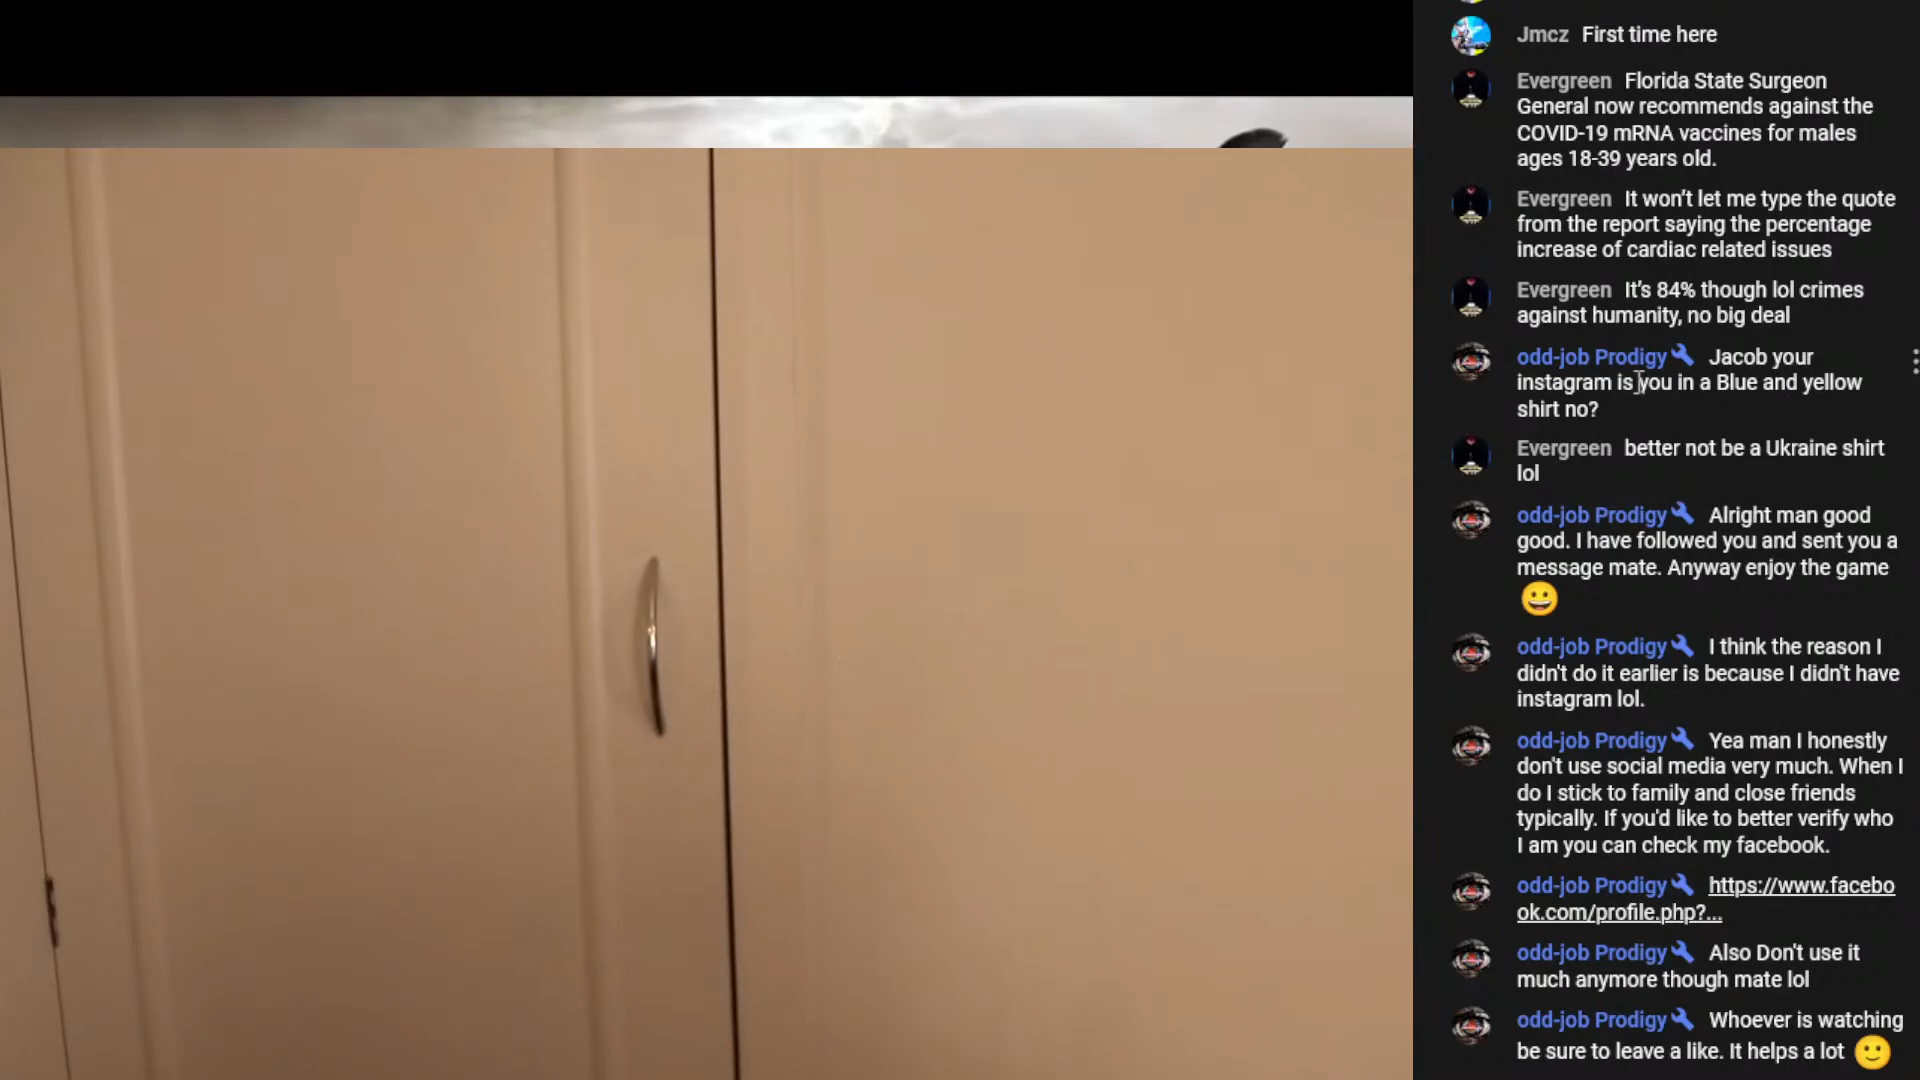 Jmcz First time here
Evergreen Florida State Surgeon
General now recommends against the
COVID-19 mRNA vaccines for males
ages 18-39 years old.
Evergreen It won't let me type the quote
from the report saying the percentage
increase of cardiac related issues
Evergreen It's 84% though lol crimes
against humanity, no big deal
odd-job Prodigy Jacob your
instagram is you in a Blue and yellow
shirt no?
Evergreen better not be a Ukraine shirt
lol
odd-job Prodigy Alright man good
good. I have followed you and sent you a
message mate. Anyway enjoy the game
😀
odd-job Prodigy I think the reason I
didn't do it earlier is because I didn't have
instagram lol.
odd-job Prodigy Yea man I honestly
don't use social media very much. When I
do I stick to family and close friends
typically. If you'd like to better verify who
I am you can check my facebook.
odd-job Prodigy https://www.facebo
ok.com/profile.php?...
odd-job Prodigy Also Don't use it
much anymore though mate lol
odd-job Prodigy Whoever is watching
be sure to leave a like. It helps a lot 🙂